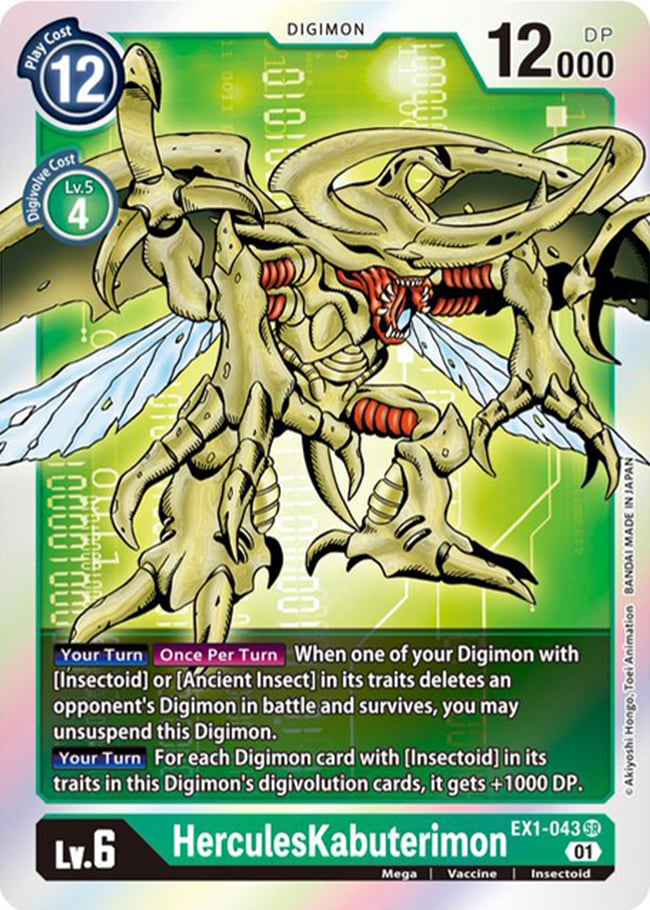 Play Cost
12
DIGIMON
12000
DP
Digivolve Cost
Lv.5
4
Your Turn Once Per Turn When one of your Digimon with
[Insectoid] or [Ancient Insect] in its traits deletes an
opponent's Digimon in battle and survives, you may
unsuspend this Digimon.
Your Turn For each Digimon card with [Insectoid] in its
traits in this Digimon's digivolution cards, it gets +1000 DP.
© Akiyoshi Hongo, Toei Animation BANDAI MADE IN JAPAN
Lv.6
HerculesKabuterimon
EX1-043 SR
01
Mega | Vaccine | Insectoid